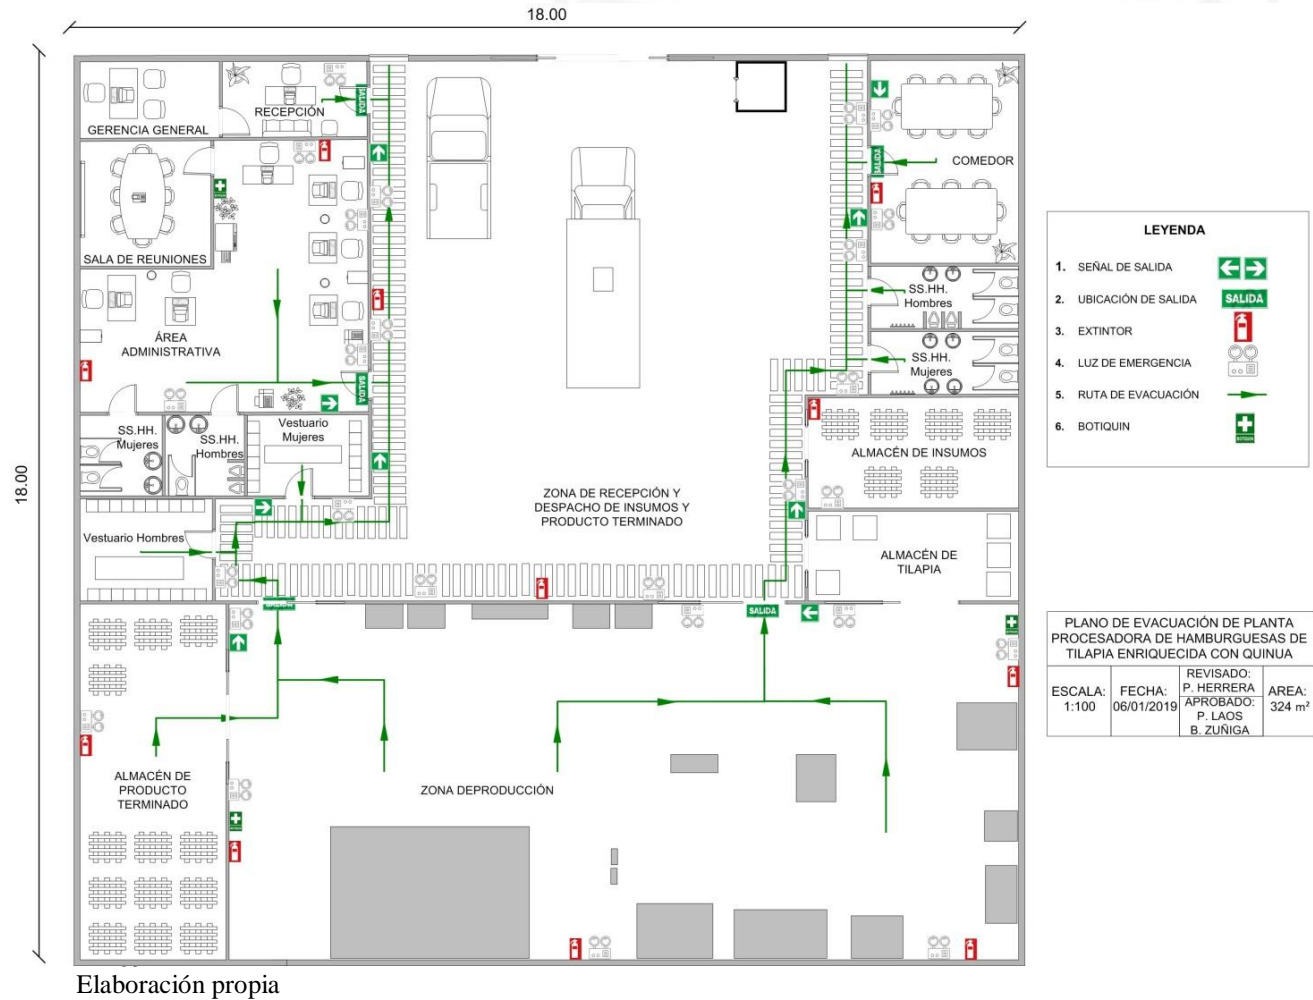 18.00
18.00
GERENCIA GENERAL
RECEPCIÓN
SALIDA
COMEDOR
SALIDA
BOTIQUIN
SALA DE REUNIONES
SS.HH.
Hombres
ÁREA
ADMINISTRATIVA
SS.HH.
Mujeres
SALIDA
SS.HH.
Mujeres
SS.HH.
Hombres
Vestuario
Mujeres
ALMACÉN DE INSUMOS
ZONA DE RECEPCIÓN Y
DESPACHO DE INSUMOS Y
PRODUCTO TERMINADO
Vestuario Hombres
ALMACÉN DE
TILAPIA
SALIDA
ALMACÉN DE
PRODUCTO
TERMINADO
ZONA DEPRODUCCIÓN
LEYENDA
1. SEÑAL DE SALIDA
2. UBICACIÓN DE SALIDA SALIDA
3. EXTINTOR
4. LUZ DE EMERGENCIA
5. RUTA DE EVACUACIÓN
6. BOTIQUIN BOTIQUIN
PLANO DE EVACUACIÓN DE PLANTA
PROCESADORA DE HAMBURGUESAS DE
TILAPIA ENRIQUECIDA CON QUINUA
ESCALA:
1:100
FECHA:
06/01/2019
REVISADO:
P. HERRERA
APROBADO:
P. LAOS
B. ZUÑIGA
AREA:
324 m²
Elaboración propia